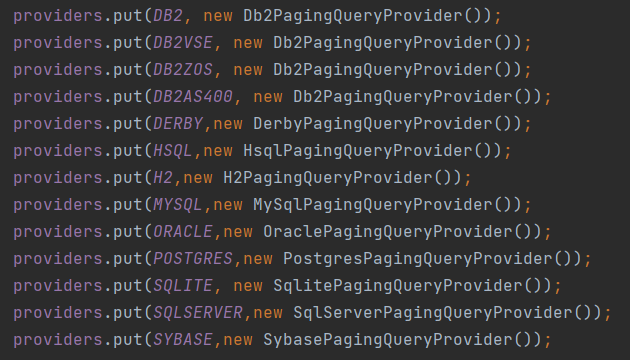 providers.put(DB2, new Db2PagingQueryProvider());
providers.put(DB2VSE, new Db2PagingQueryProvider());
providers.put(DB2ZOS, new Db2PagingQueryProvider());
providers.put(DB2AS400, new Db2PagingQueryProvider());
providers.put(DERBY,new DerbyPagingQueryProvider());
providers.put(HSQL,new HsqlPagingQueryProvider());
providers.put(H2,new H2PagingQueryProvider());
providers.put(MYSQL,new MySqlPagingQueryProvider());
providers.put(ORACLE,new OraclePagingQueryProvider());
providers.put(POSTGRES,new PostgresPagingQueryProvider());
providers.put(SQLITE, new SqlitePagingQueryProvider());
providers.put(SQLSERVER,new SqlServerPagingQueryProvider());
providers.put(SYBASE,new SybasePagingQueryProvider());